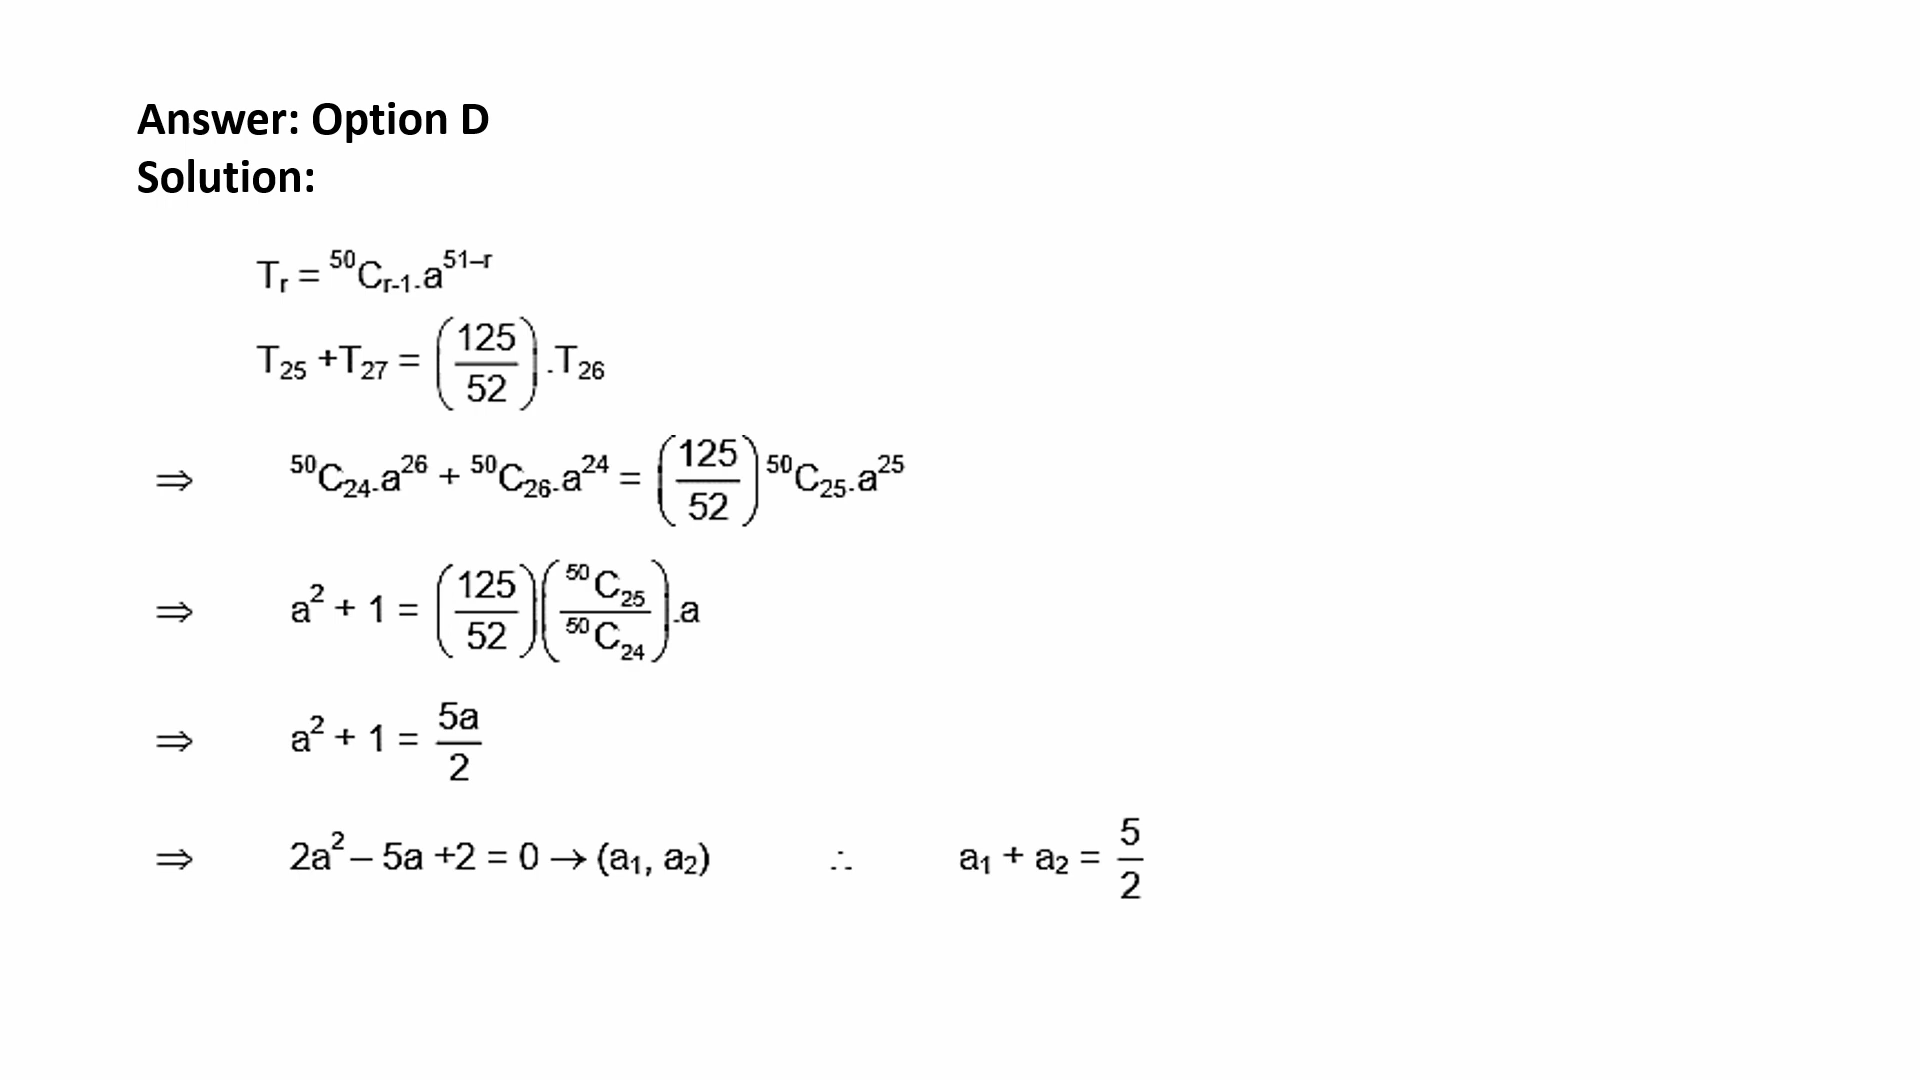 Answer: Option D
Solution:
Tᵣ = ⁵⁰Cᵣ₋₁.a⁵¹⁻ʳ
T₂₅ +T₂₇ = (125/52).T₂₆
⇒ ⁵⁰C₂₄.a²⁶ + ⁵⁰C₂₆.a²⁴ = (125/52)⁵⁰C₂₅.a²⁵
⇒ a² + 1 = (125/52)(⁵⁰C₂₅/⁵⁰C₂₄).a
⇒ a² + 1 = 5a/2
⇒ 2a² – 5a +2 = 0 → (a₁, a₂) ∴ a₁ + a₂ = 5/2